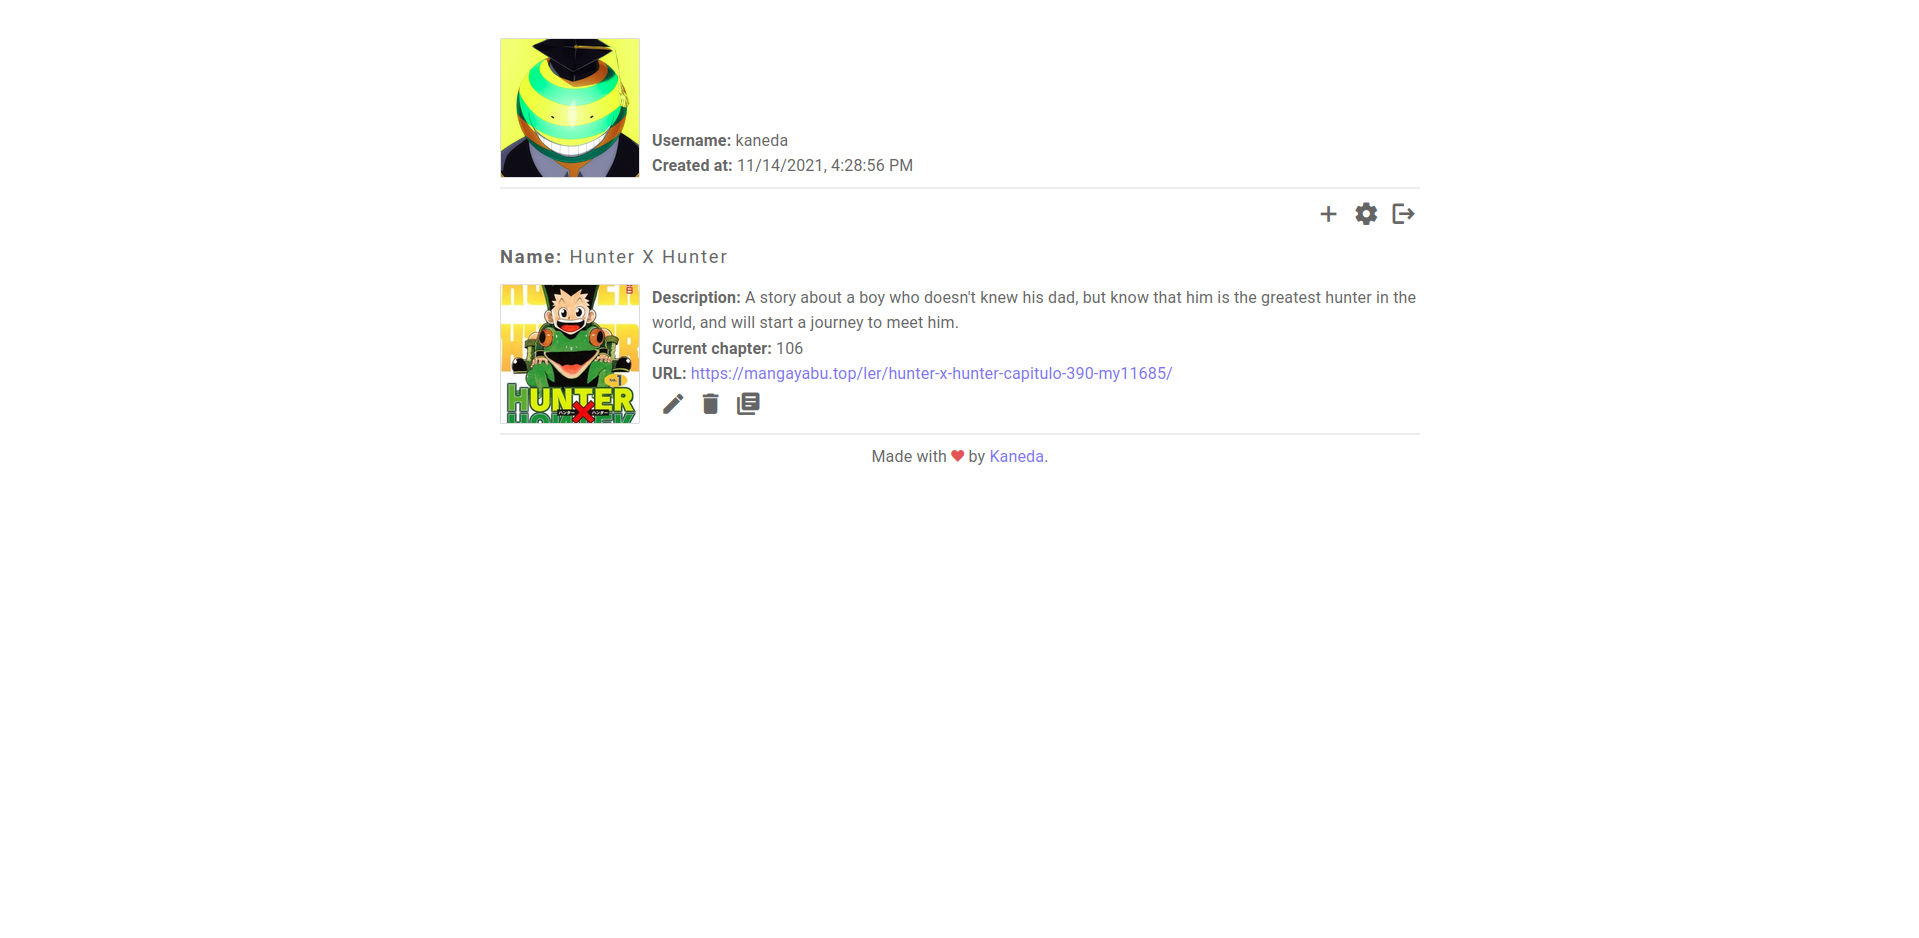 Username: kaneda
Created at: 11/14/2021, 4:28:56 PM
Name: Hunter X Hunter
Description: A story about a boy who doesn't knew his dad, but know that him is the greatest hunter in the
world, and will start a journey to meet him.
Current chapter: 106
URL: https://mangayabu.top/ler/hunter-x-hunter-capitulo-390-my11685/
HUNTER
Made with ❤ by Kaneda.